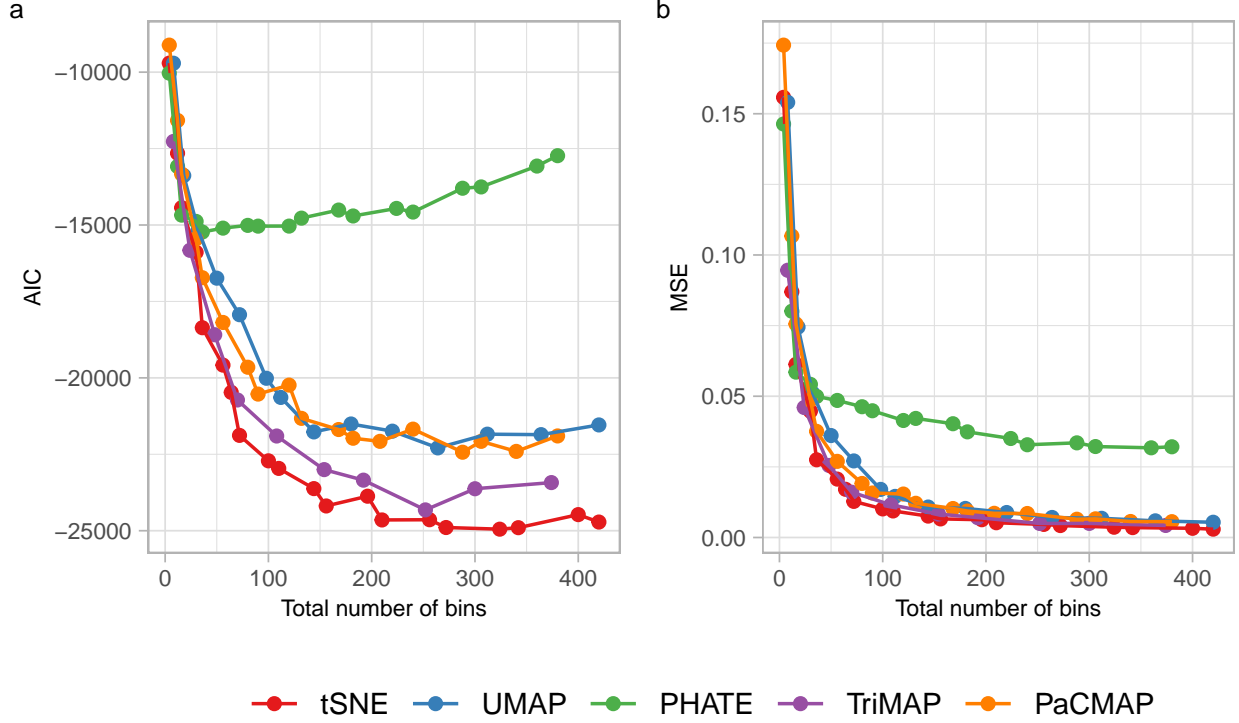 a
b
−10000
−15000
−20000
−25000
AIC
0 100 200 300 400
Total number of bins
0.15
0.10
0.05
0.00
MSE
0 100 200 300 400
Total number of bins
tSNE UMAP PHATE TriMAP PaCMAP